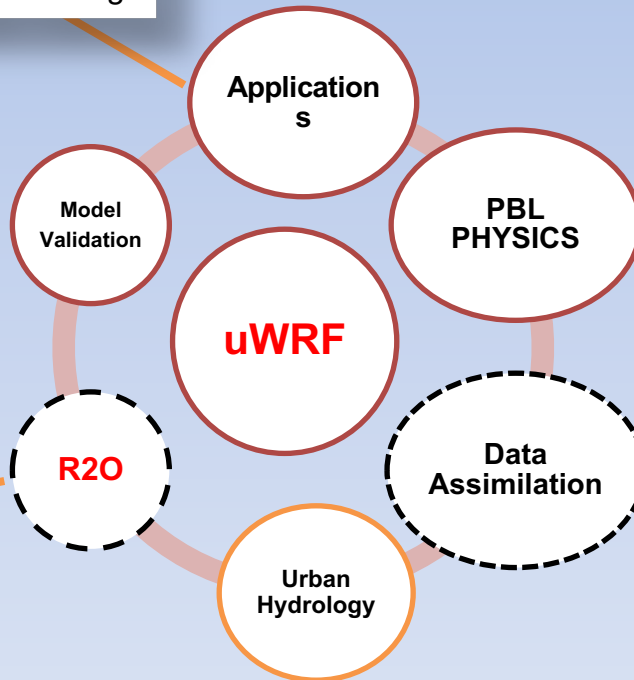 Application
s
Model
Validation
PBL
PHYSICS
uWRF
R2O
Data
Assimilation
Urban
Hydrology